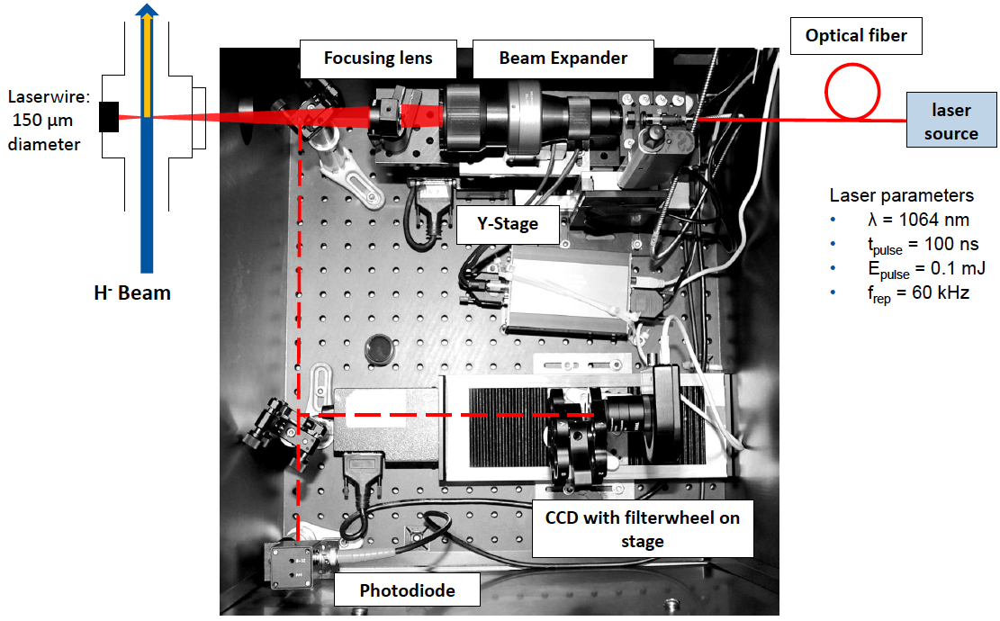 Optical fiber
Focusing lens
Beam Expander
Laserwire:
150 μm
diameter
laser
source
Laser parameters
• λ = 1064 nm
• tpulse = 100 ns
• Epulse = 0.1 mJ
• frep = 60 kHz
Y-Stage
H- Beam
CCD with filterwheel on
stage
Photodiode